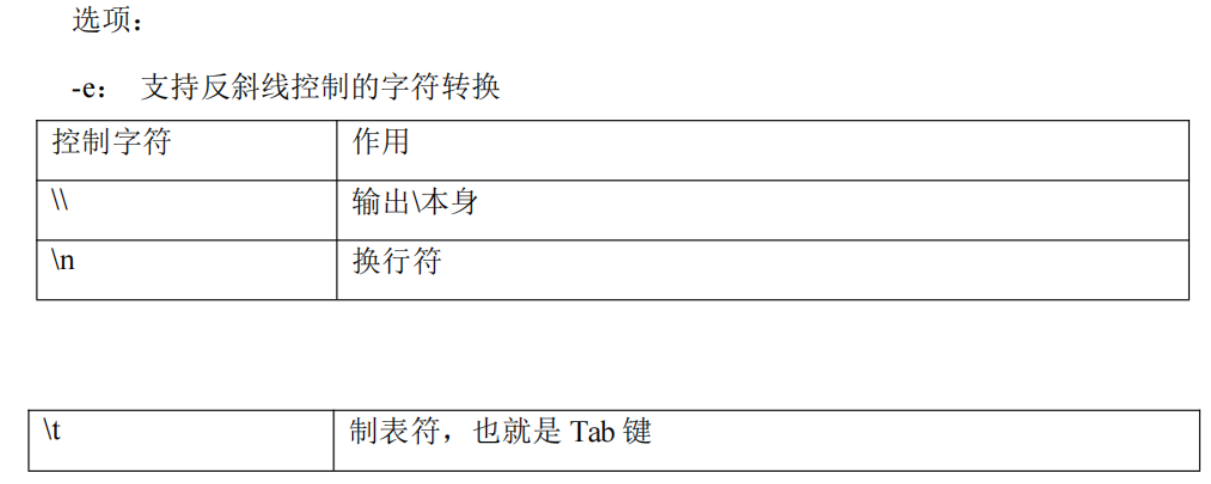 选项：
-e： 支持反斜线控制的字符转换
控制字符 作用
\\ 输出\本身
\n 换行符
\t 制表符，也就是 Tab 键